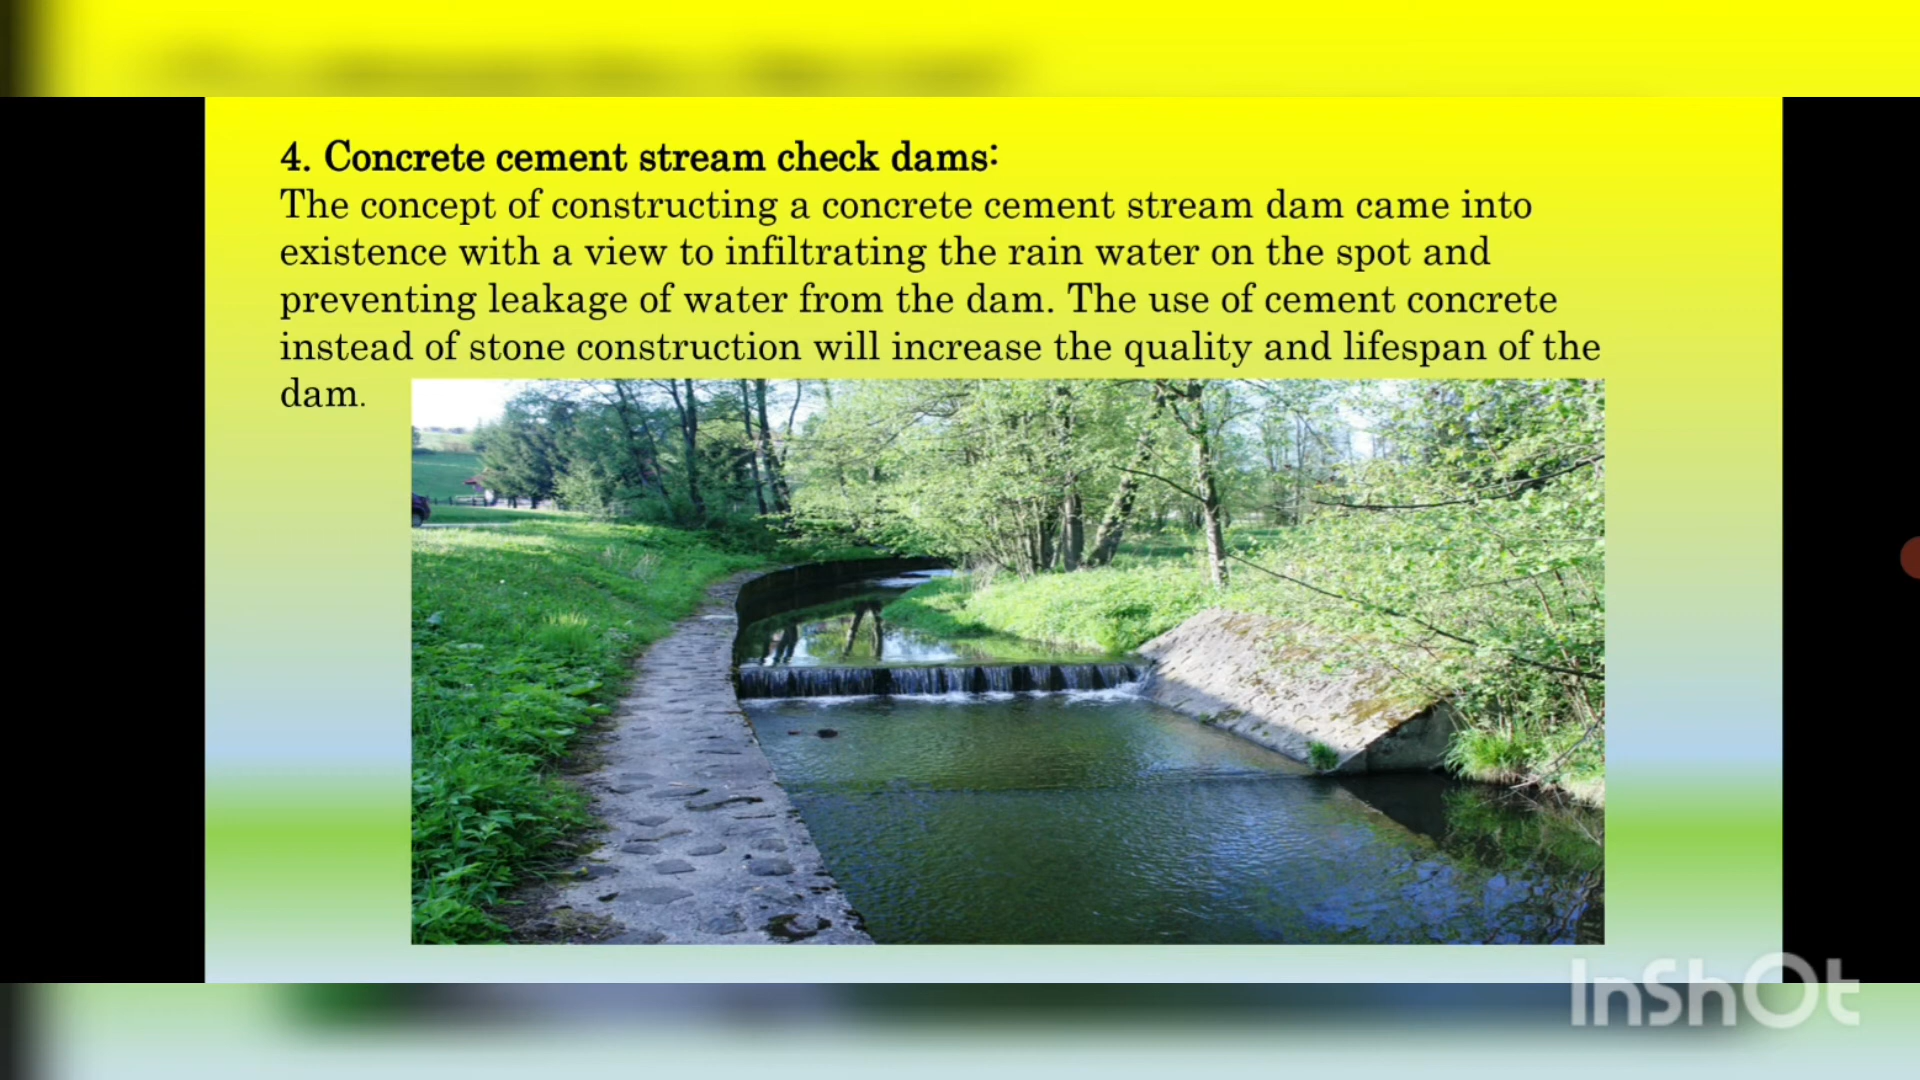 4. Concrete cement stream check dams:
The concept of constructing a concrete cement stream dam came into
existence with a view to infiltrating the rain water on the spot and
preventing leakage of water from the dam. The use of cement concrete
instead of stone construction will increase the quality and lifespan of the
dam.
InShOt